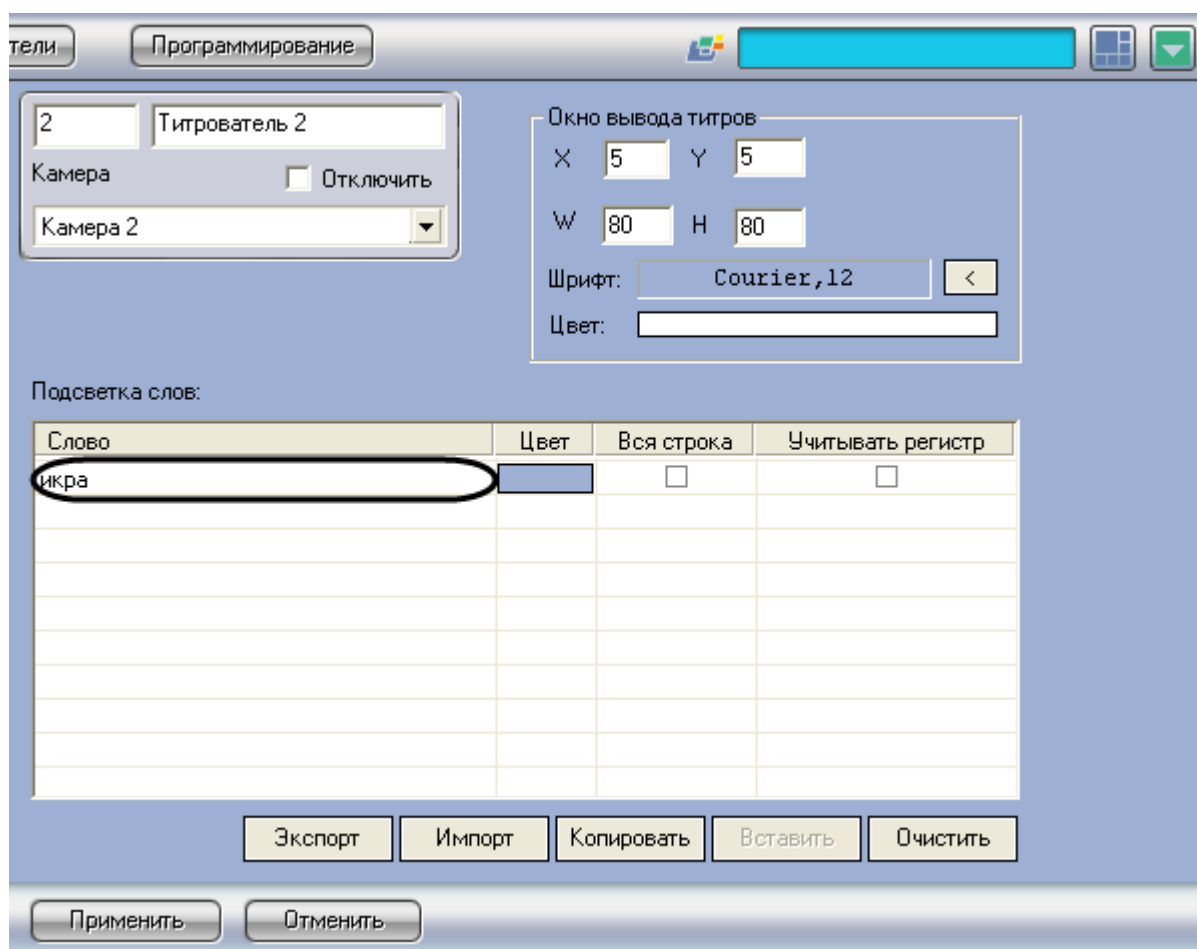 тели Программирование
2 Титрователь 2
Камера Отключить
Камера 2
Окно вывода титров
X 5 Y 5
W 80 H 80
Шрифт: Courier,12 <
Цвет:
Подсветка слов:
Слово Цвет Вся строка Учитывать регистр
икра
Экспорт Импорт Копировать Вставить Очистить
Применить Отменить